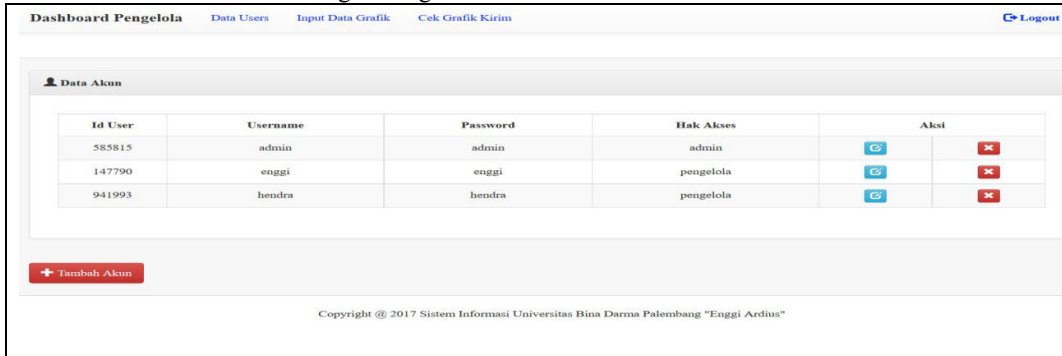 Dashboard Pengelola Data Users Input Data Grafik Cek Grafik Kirim Logout
Data Akun
Id User Username Password Hak Akses Aksi
585815 admin admin admin
147790 enggi enggi pengelola
941993 hendra hendra pengelola
Tambah Akun
Copyright @ 2017 Sistem Informasi Universitas Bina Darma Palembang "Enggi Ardius"